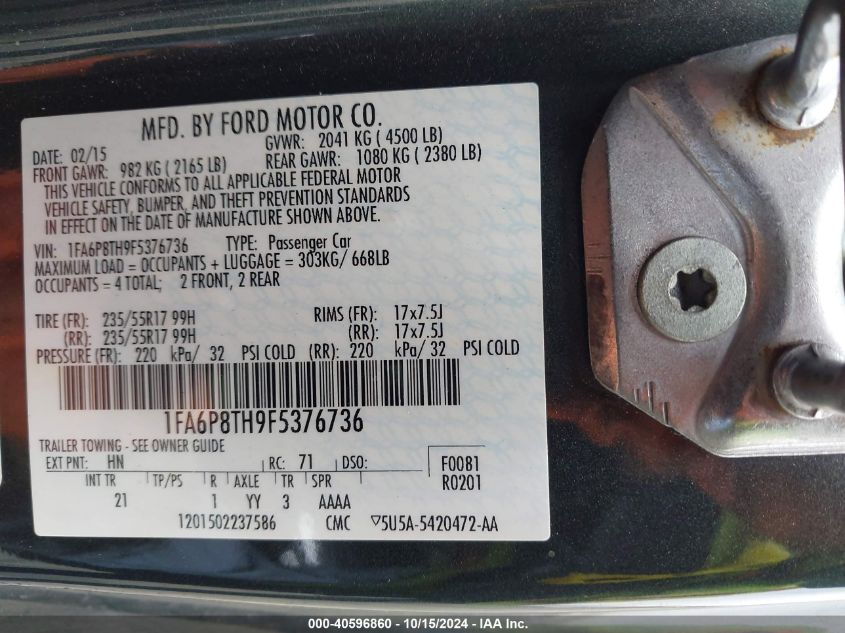 MFD. BY FORD MOTOR CO.
DATE: 02/15 GVWR: 2041 KG ( 4500 LB)
FRONT GAWR: 982 KG ( 2165 LB) REAR GAWR: 1080 KG ( 2380 LB)
THIS VEHICLE CONFORMS TO ALL APPLICABLE FEDERAL MOTOR
VEHICLE SAFETY, BUMPER, AND THEFT PREVENTION STANDARDS
IN EFFECT ON THE DATE OF MANUFACTURE SHOWN ABOVE.
VIN: 1FA6P8TH9F5376736 TYPE: Passenger Car
MAXIMUM LOAD = OCCUPANTS + LUGGAGE = 303KG/ 668LB
OCCUPANTS = 4 TOTAL; 2 FRONT, 2 REAR
TIRE (FR): 235/55R17 99H RIMS (FR): 17x7.5J
(RR): 235/55R17 99H (RR): 17x7.5J
PRESSURE (FR): 220 kPa/ 32 PSI COLD (RR): 220 kPa/ 32 PSI COLD
1FA6P8TH9F5376736
TRAILER TOWING - SEE OWNER GUIDE
EXT PNT: HN RC: 71 DSO: F0081
INT TR TP/PS R AXLE TR SPR R0201
21 1 YY 3 AAAA
1201502237586 CMC ▽5U5A-5420472-AA
000-40596860 - 10/15/2024 - IAA Inc.